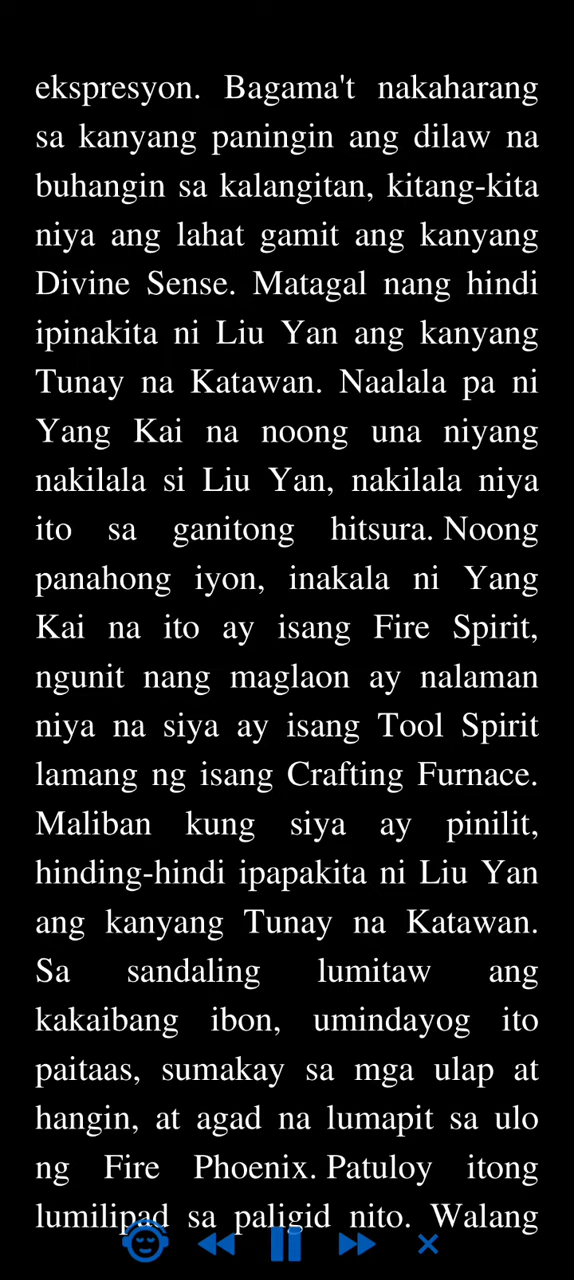 ekspresyon. Bagama't nakaharang
sa kanyang paningin ang dilaw na
buhangin sa kalangitan, kitang-kita
niya ang lahat gamit ang kanyang
Divine Sense. Matagal nang hindi
ipinakita ni Liu Yan ang kanyang
Tunay na Katawan. Naalala pa ni
Yang Kai na noong una niyang
nakilala si Liu Yan, nakilala niya
ito sa ganitong hitsura. Noong
panahong iyon, inakala ni Yang
Kai na ito ay isang Fire Spirit,
ngunit nang maglaon ay nalaman
niya na siya ay isang Tool Spirit
lamang ng isang Crafting Furnace.
Maliban kung siya ay pinilit,
hinding-hindi ipapakita ni Liu Yan
ang kanyang Tunay na Katawan.
Sa sandaling lumitaw ang
kakaibang ibon, umindayog ito
paitaas, sumakay sa mga ulap at
hangin, at agad na lumapit sa ulo
ng Fire Phoenix. Patuloy itong
lumilipad sa paligid nito. Walang